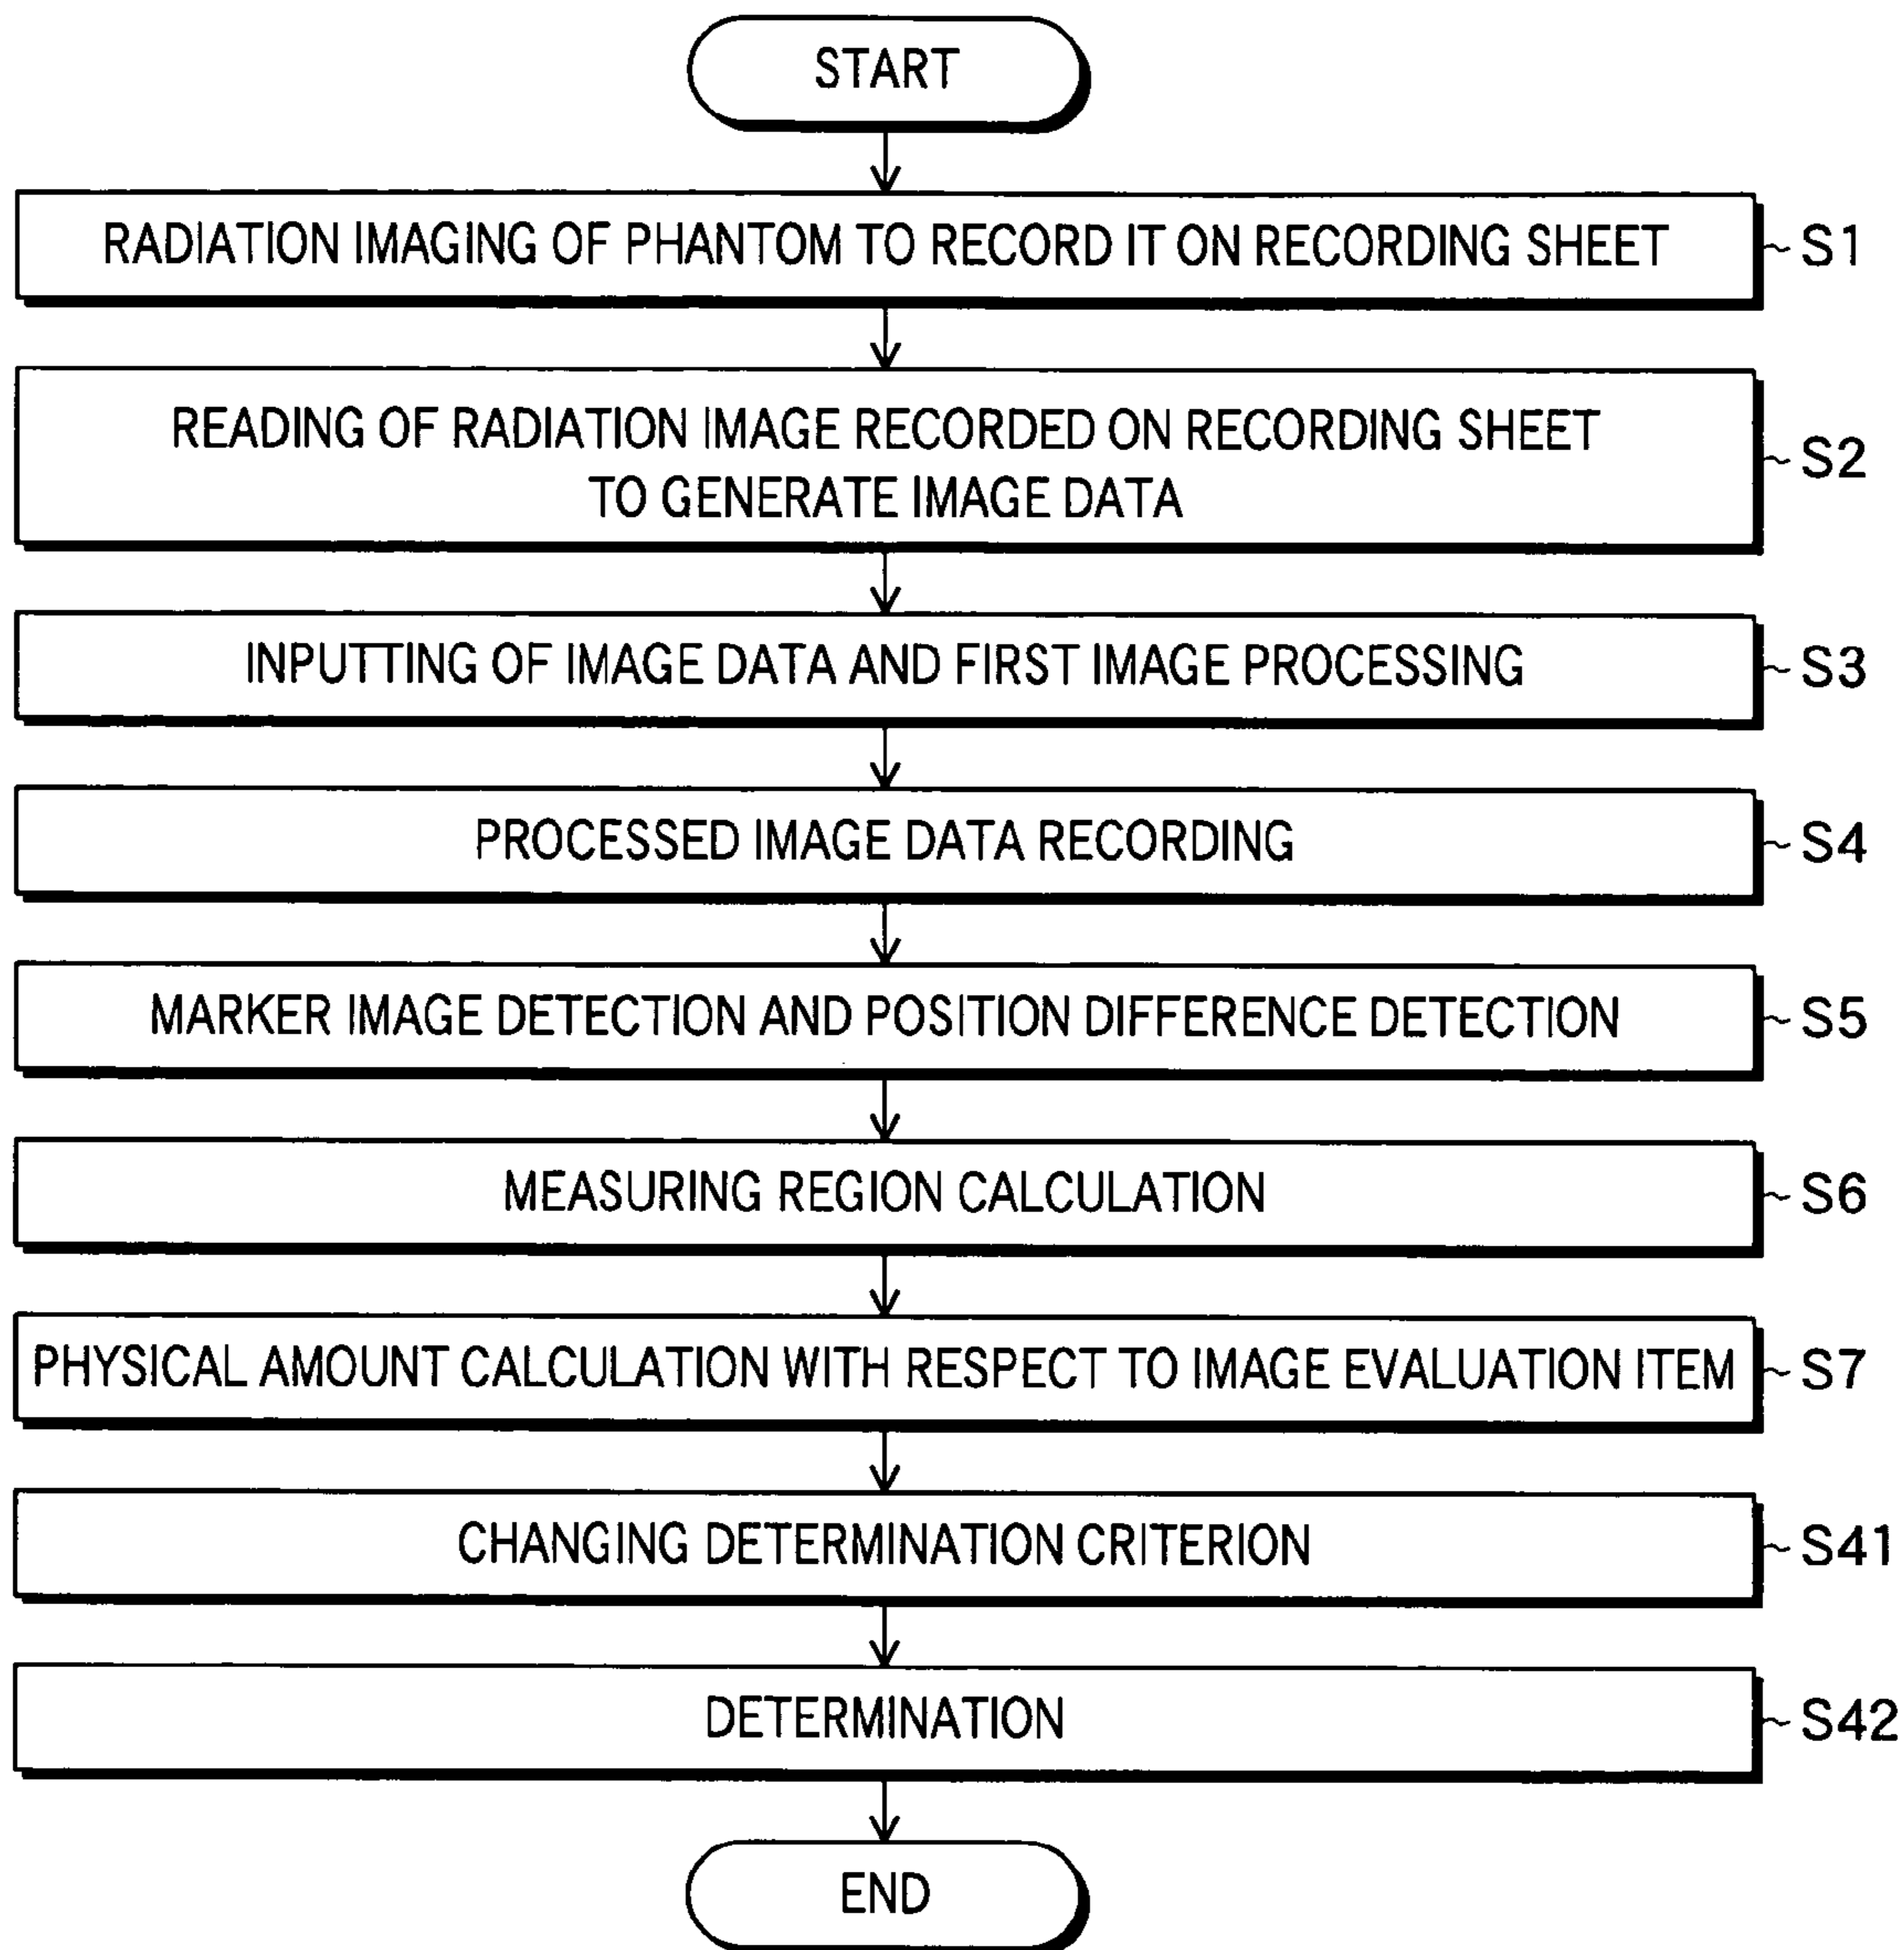 START
RADIATION IMAGING OF PHANTOM TO RECORD IT ON RECORDING SHEET
S1
READING OF RADIATION IMAGE RECORDED ON RECORDING SHEET
TO GENERATE IMAGE DATA
S2
INPUTTING OF IMAGE DATA AND FIRST IMAGE PROCESSING
S3
PROCESSED IMAGE DATA RECORDING
S4
MARKER IMAGE DETECTION AND POSITION DIFFERENCE DETECTION
S5
MEASURING REGION CALCULATION
S6
PHYSICAL AMOUNT CALCULATION WITH RESPECT TO IMAGE EVALUATION ITEM
S7
CHANGING DETERMINATION CRITERION
S41
DETERMINATION
S42
END